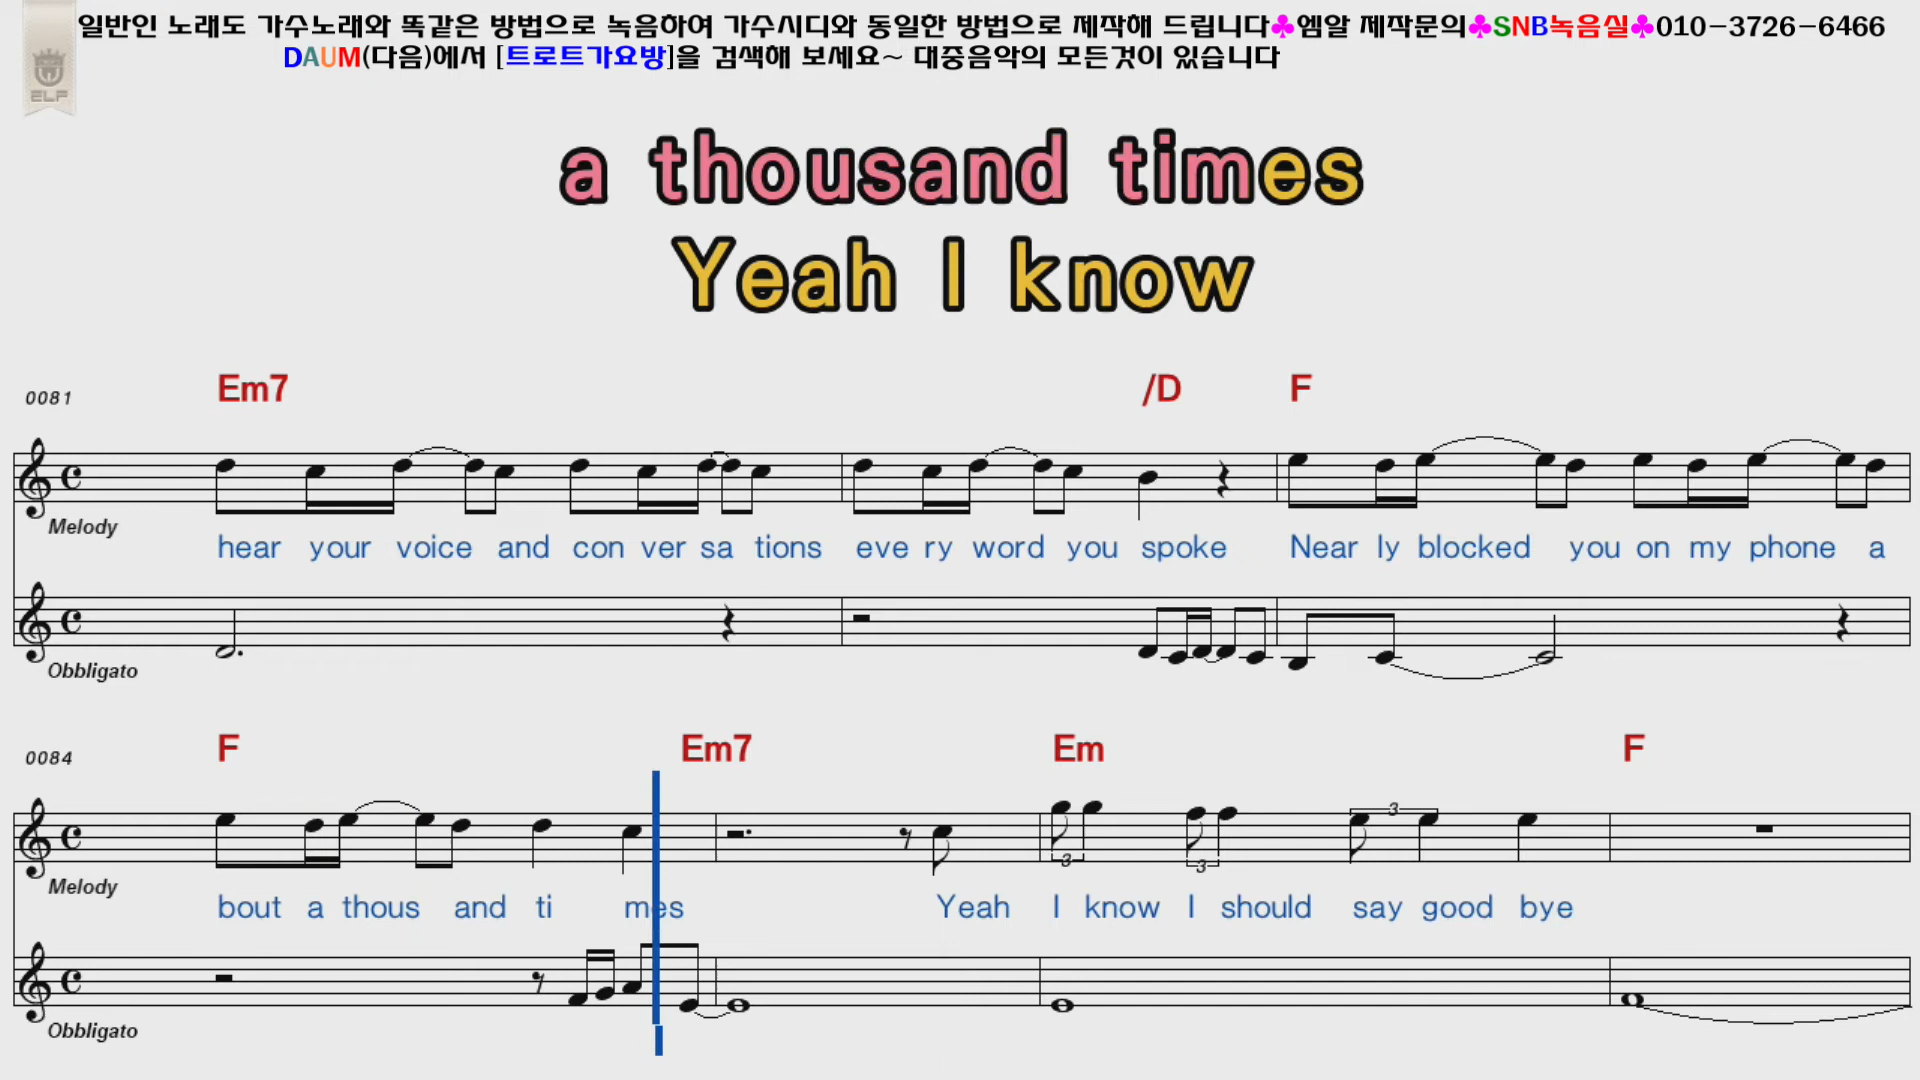 일반인 노래도 가수노래와 똑같은 방법으로 녹음하여 가수시디와 동일한 방법으로 제작해 드립니다♣엠알 제작문의♣SNB녹음실♣010-3726-6466
DAUM(다음)에서 [트로트가요방]을 검색해 보세요~ 대중음악의 모든것이 있습니다
ELF
a thousand times
Yeah I know
0081 Em7 /D F
Melody
hear your voice and con ver sa tions eve ry word you spoke Near ly blocked you on my phone a
Obbligato
0084 F Em7 Em F
3 3 3
Melody
bout a thous and ti mes Yeah I know I should say good bye
Obbligato